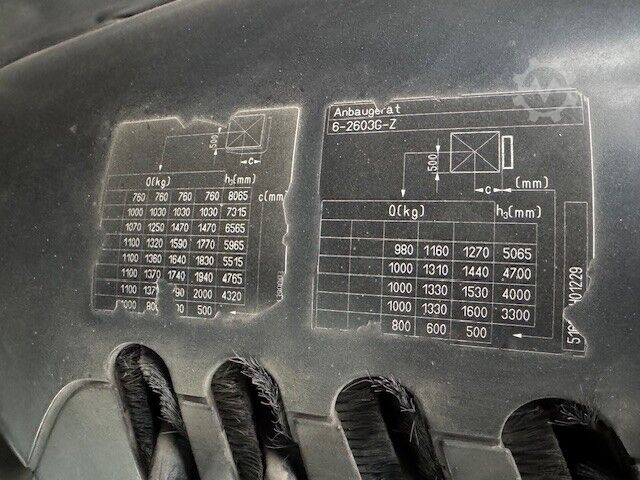 500
c
Q(kg) h₃(mm)
760 760 760 760 8065 c(mm)
1000 1030 1030 1030 7315
1070 1250 1470 1470 6565
1100 1320 1590 1770 5965
1100 1360 1640 1830 5515
1100 1370 1740 1940 4765
1100 2000 4320
500
Anbaugerät
6-2603G-Z
500
c (mm)
Q(kg) h₃(mm)
980 1160 1270 5065
1000 1310 1440 4700
1000 1330 1530 4000
1000 1330 1600 3300
800 600 500